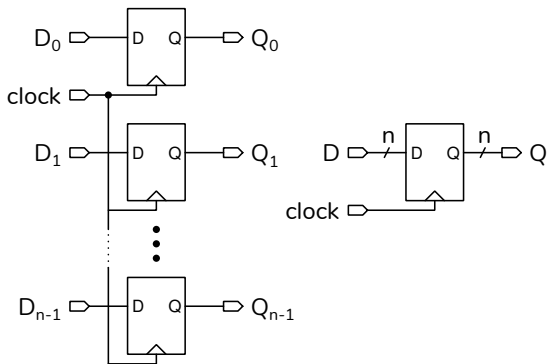 D₀ D Q Q₀
clock
D₁ D Q Q₁
Dₙ₋₁ D Q Qₙ₋₁
D n D Q n Q
clock